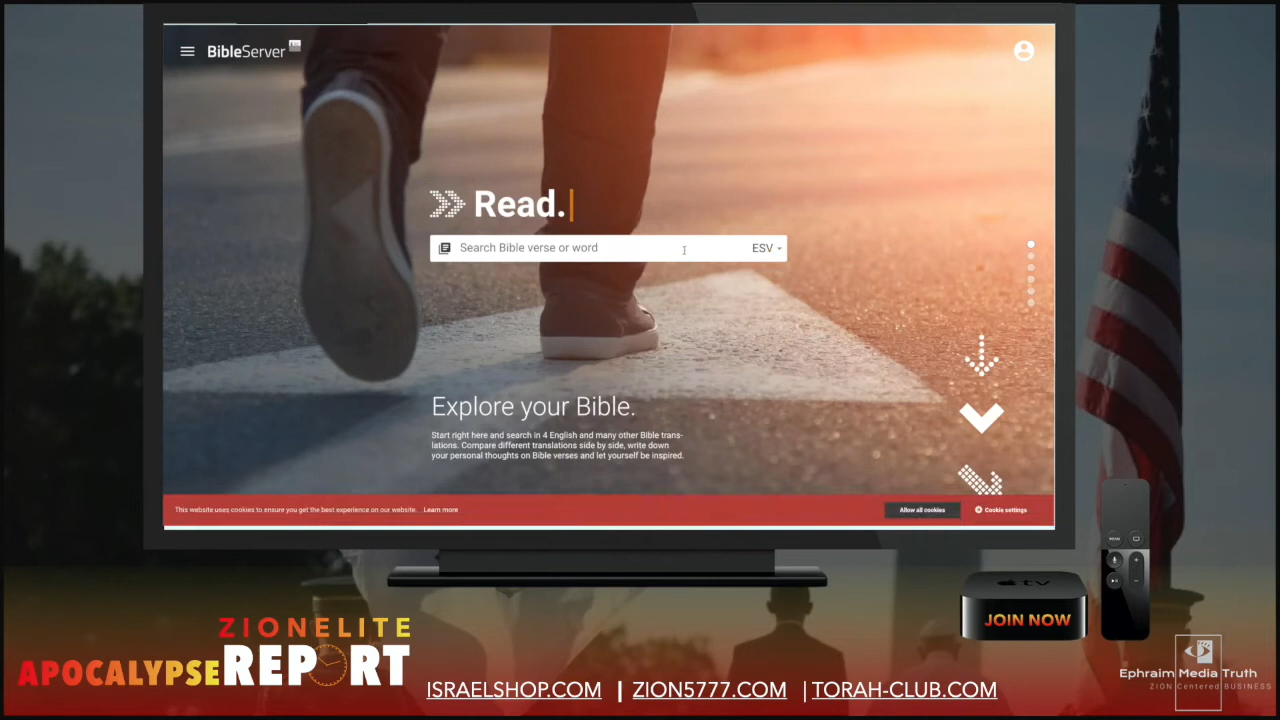 BibleServer
Read.
Search Bible verse or word ESV
Explore your Bible.
Start right here and search in 4 English and many other Bible trans-
lations. Compare different translations side by side, write down
your personal thoughts on Bible verses and let yourself be inspired.
This website uses cookies to ensure you get the best experience on our website. Learn more
Allow all cookies
Cookie settings
MENU
tv
JOIN NOW
ZIONELITE
APOCALYPSE REPORT
ISRAELSHOP.COM | ZION5777.COM | TORAH-CLUB.COM
Ephraim Media Truth
ZION Centered BUSINESS